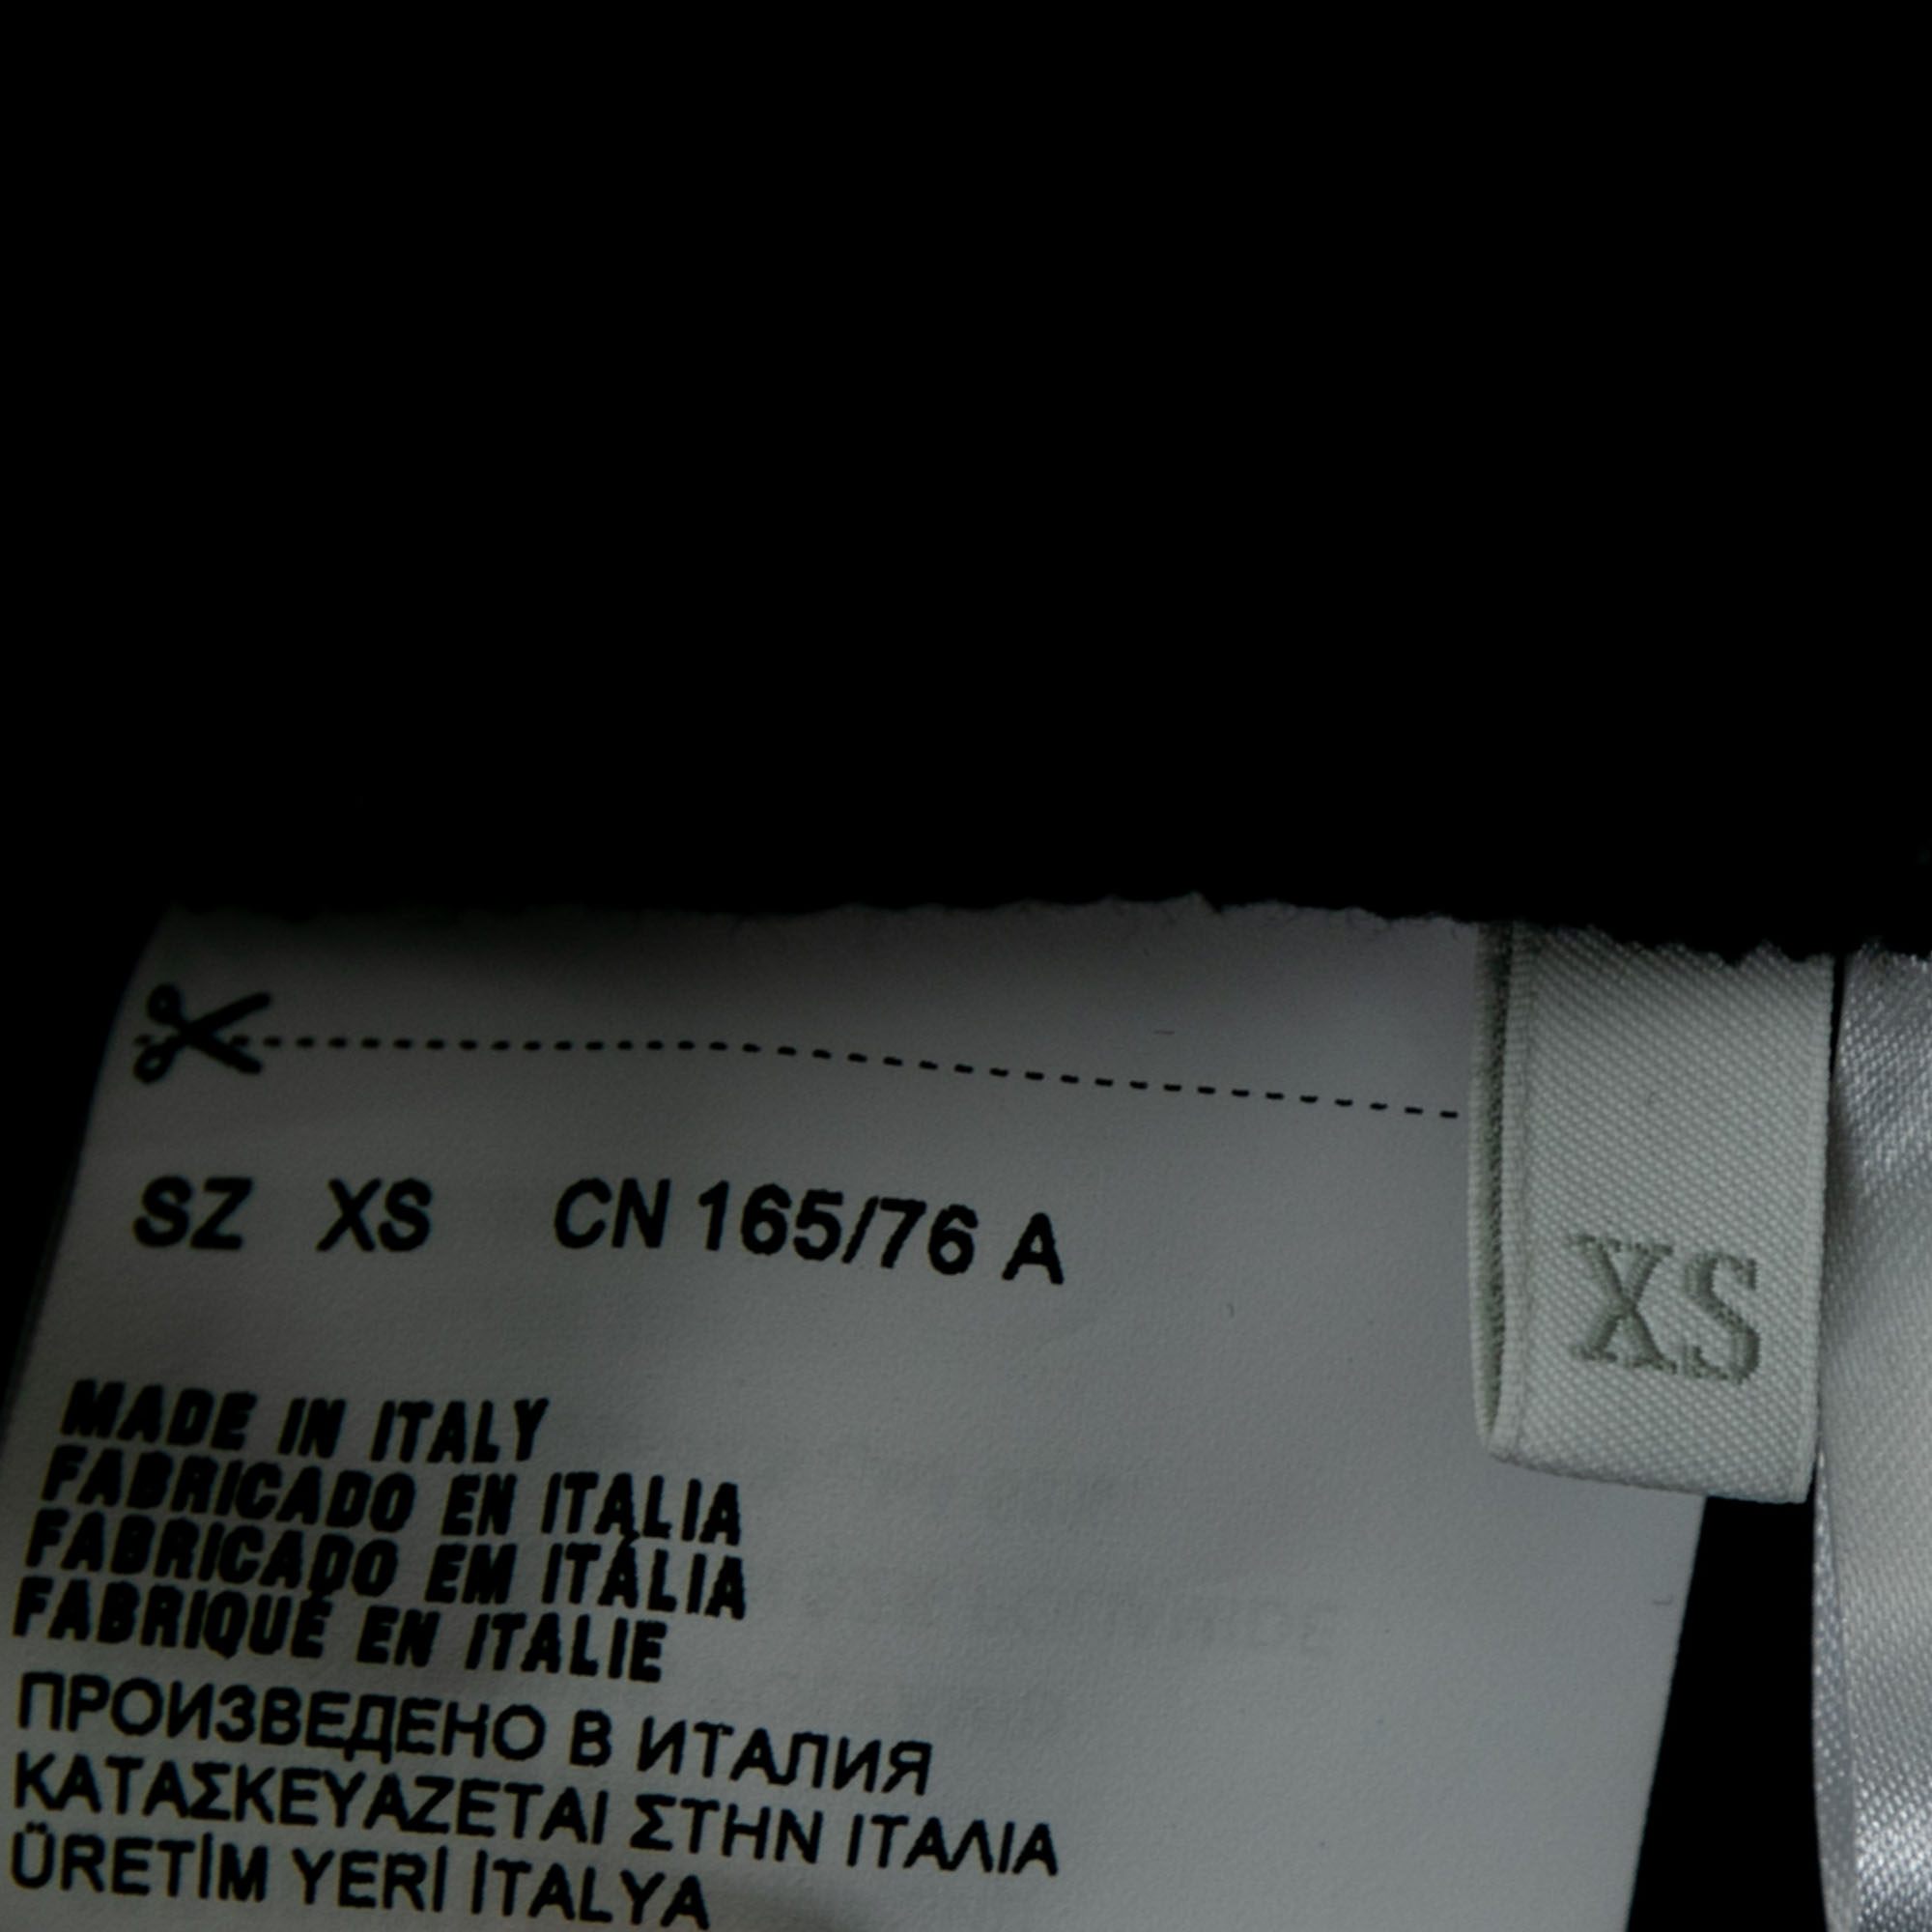 SZ XS CN 165/76 A
XS
MADE IN ITALY
FABRICADO EN ITALIA
FABRICADO EM ITÁLIA
FABRIQUÉ EN ITALIE
ПРОИЗВЕДЕНО В ИТАЛИЯ
ΚΑΤΑΣΚΕΥΑΖΕΤΑΙ ΣΤΗΝ ΙΤΑΛΙΑ
ÜRETİM YERİ İTALYA